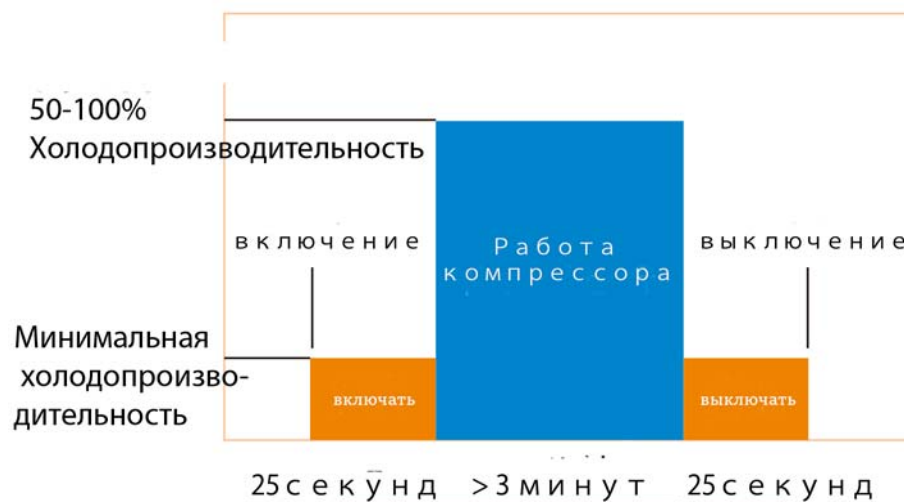 50-100%
Холодопроизводительность
включение
Работа
компрессора
выключение
Минимальная
холодопроизво-
дительность
включать
выключать
25 секунд >3 минут 25 секунд